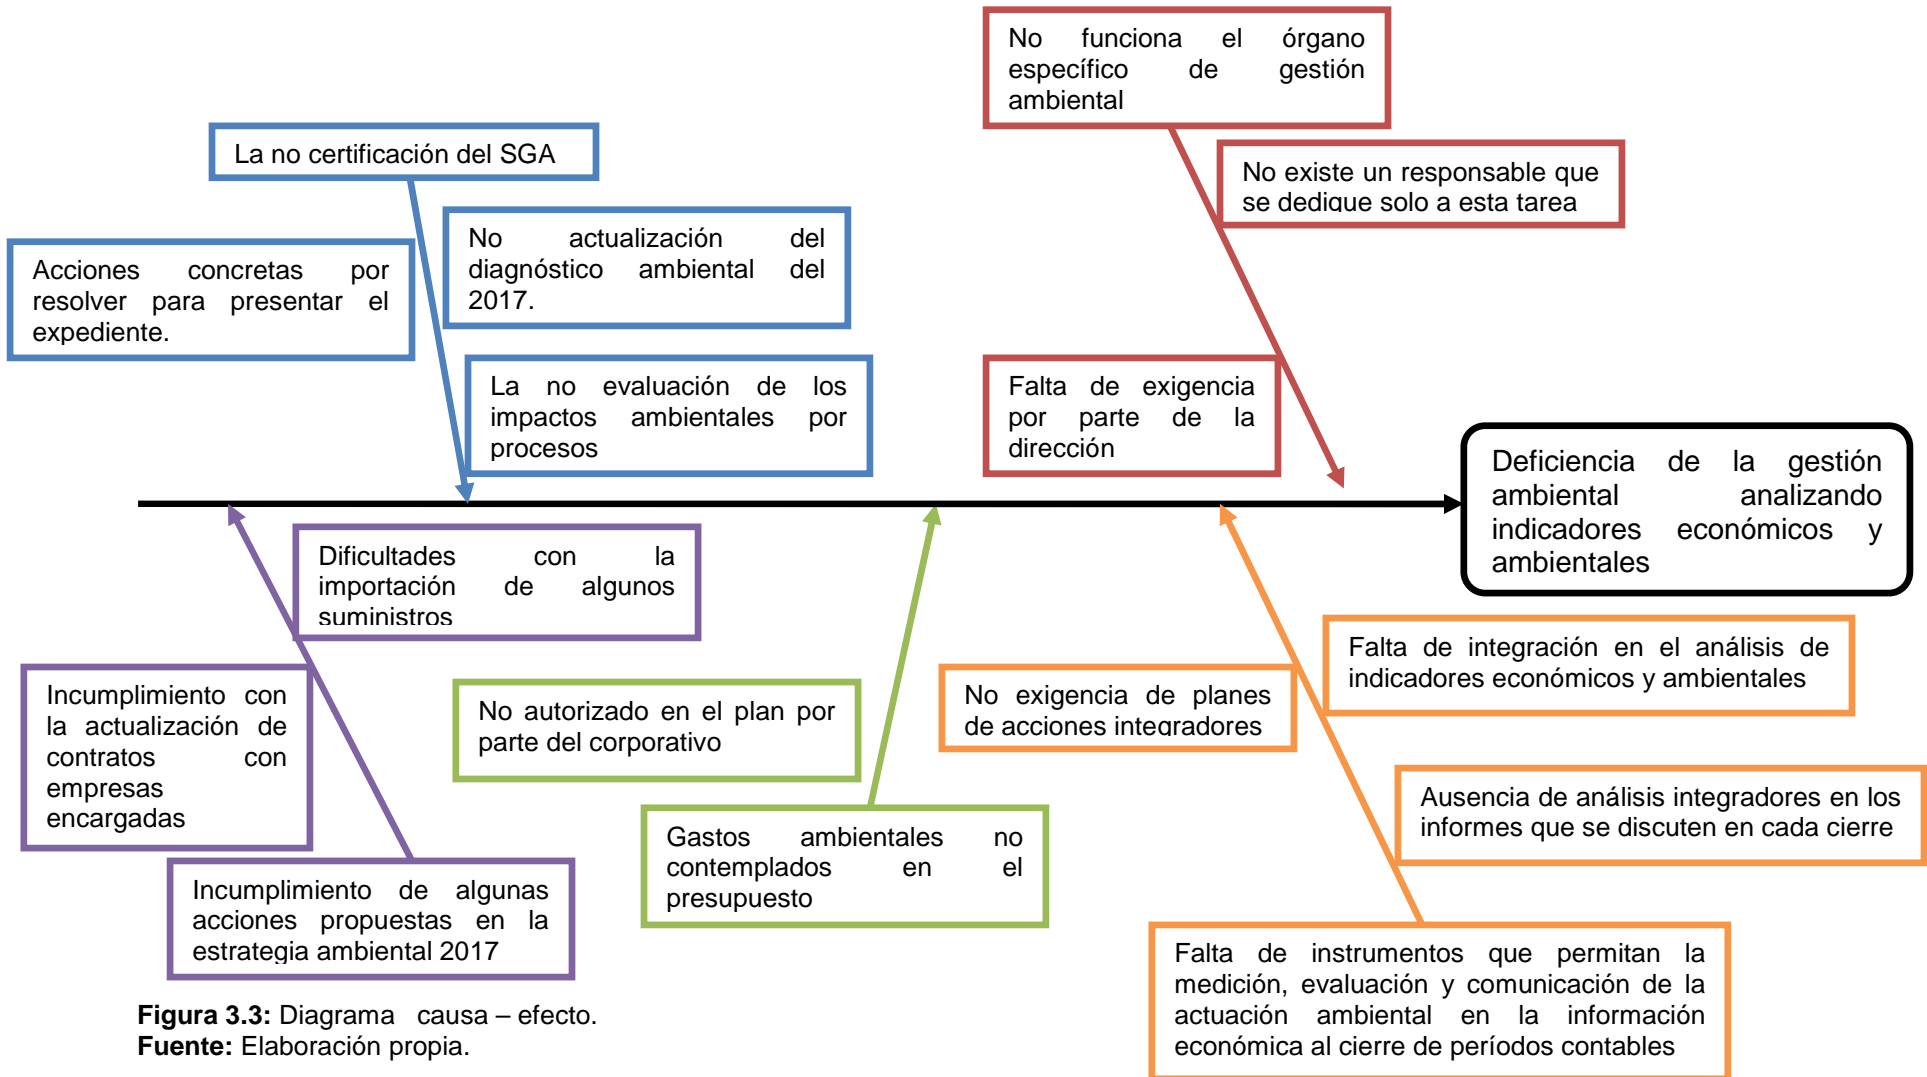 No funciona el órgano
específico de gestión
ambiental
La no certificación del SGA
No existe un responsable que
se dedique solo a esta tarea
No actualización del
diagnóstico ambiental del
2017.
Acciones concretas por
resolver para presentar el
expediente.
La no evaluación de los
impactos ambientales por
procesos
Falta de exigencia
por parte de la
dirección
Deficiencia de la gestión
ambiental analizando
indicadores económicos y
ambientales
Dificultades con la
importación de algunos
suministros
Incumplimiento con
la actualización de
contratos con
empresas
encargadas
No autorizado en el plan por
parte del corporativo
No exigencia de planes
de acciones integradores
Falta de integración en el análisis de
indicadores económicos y ambientales
Ausencia de análisis integradores en los
informes que se discuten en cada cierre
Gastos ambientales no
contemplados en el
presupuesto
Incumplimiento de algunas
acciones propuestas en la
estrategia ambiental 2017
Falta de instrumentos que permitan la
medición, evaluación y comunicación de la
actuación ambiental en la información
económica al cierre de períodos contables
Figura 3.3: Diagrama causa – efecto.
Fuente: Elaboración propia.